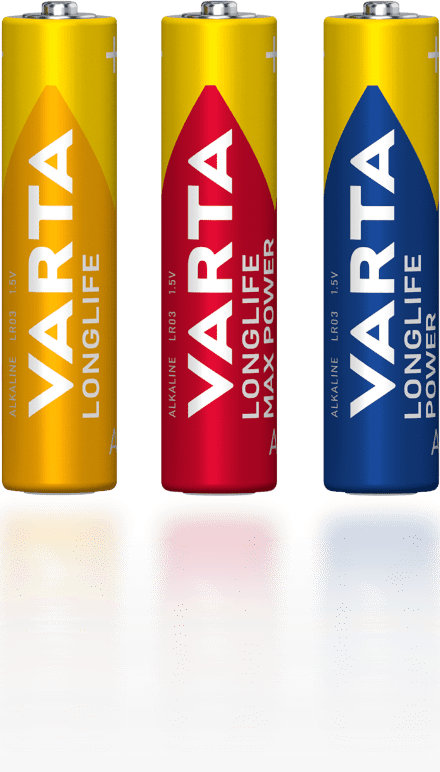 +
VARTA
LONGLIFE
ALKALINE LR03 1.5V
A
+
VARTA
LONGLIFE
MAX POWER
ALKALINE LR03 1.5V
A
+
VARTA
LONGLIFE
POWER
ALKALINE LR03 1.5V
A